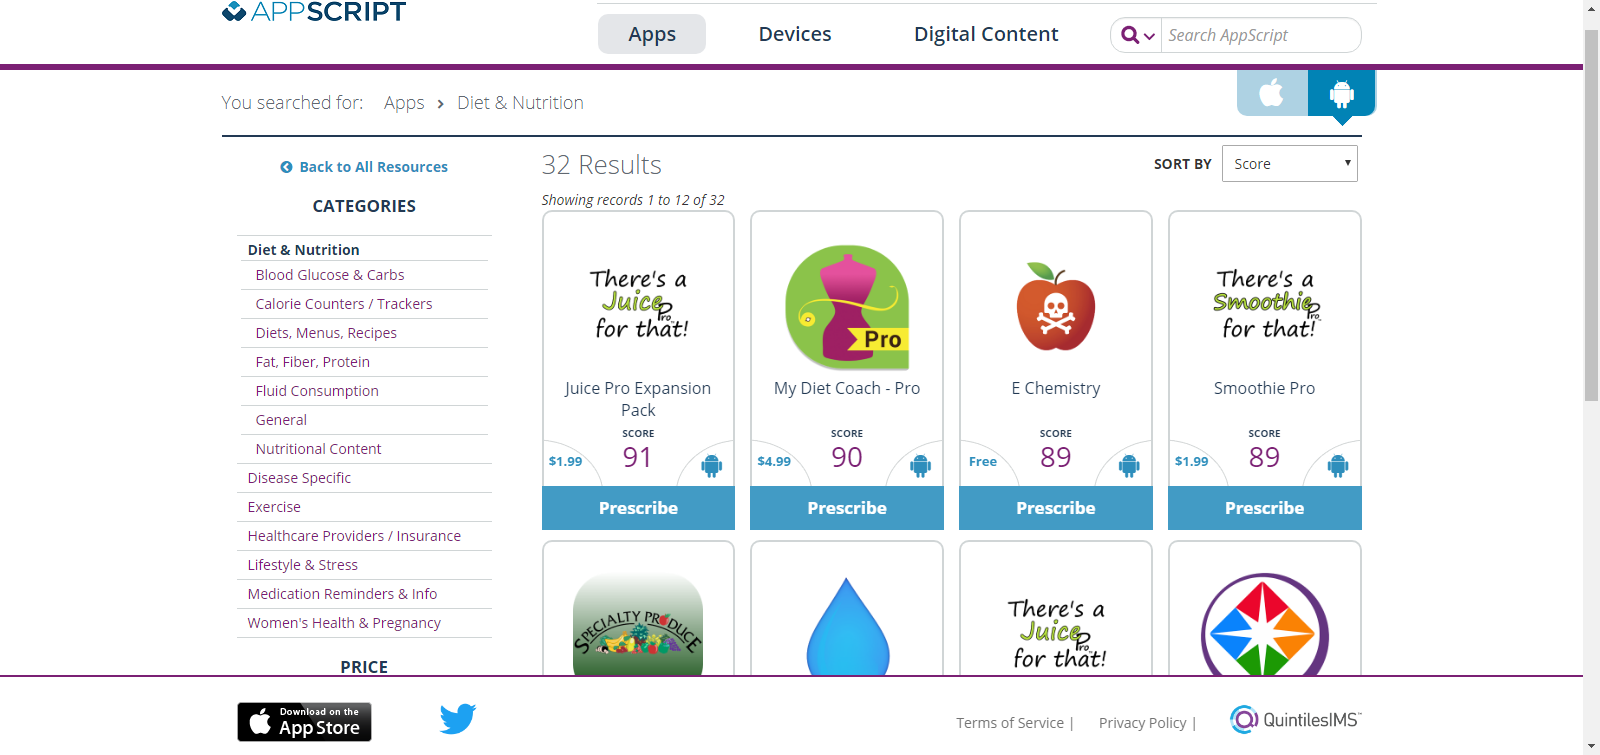 APPSCRIPT
Apps
Devices
Digital Content
Search AppScript
You searched for: Apps › Diet & Nutrition
Back to All Resources
CATEGORIES
Diet & Nutrition
Blood Glucose & Carbs
Calorie Counters / Trackers
Diets, Menus, Recipes
Fat, Fiber, Protein
Fluid Consumption
General
Nutritional Content
Disease Specific
Exercise
Healthcare Providers / Insurance
Lifestyle & Stress
Medication Reminders & Info
Women's Health & Pregnancy
PRICE
32 Results
SORT BY Score
Showing records 1 to 12 of 32
There's a
Juice Pro
for that!
Juice Pro Expansion
Pack
SCORE
$1.99
91
Prescribe
Pro
My Diet Coach - Pro
SCORE
$4.99
90
Prescribe
E Chemistry
SCORE
Free
89
Prescribe
There's a
Smoothie Pro™
for that!
Smoothie Pro
SCORE
$1.99
89
Prescribe
SPECIALTY PRODUCE
There's a
Juice Pro™
for that!
Download on the
App Store
Terms of Service |
Privacy Policy |
QuintilesIMS™